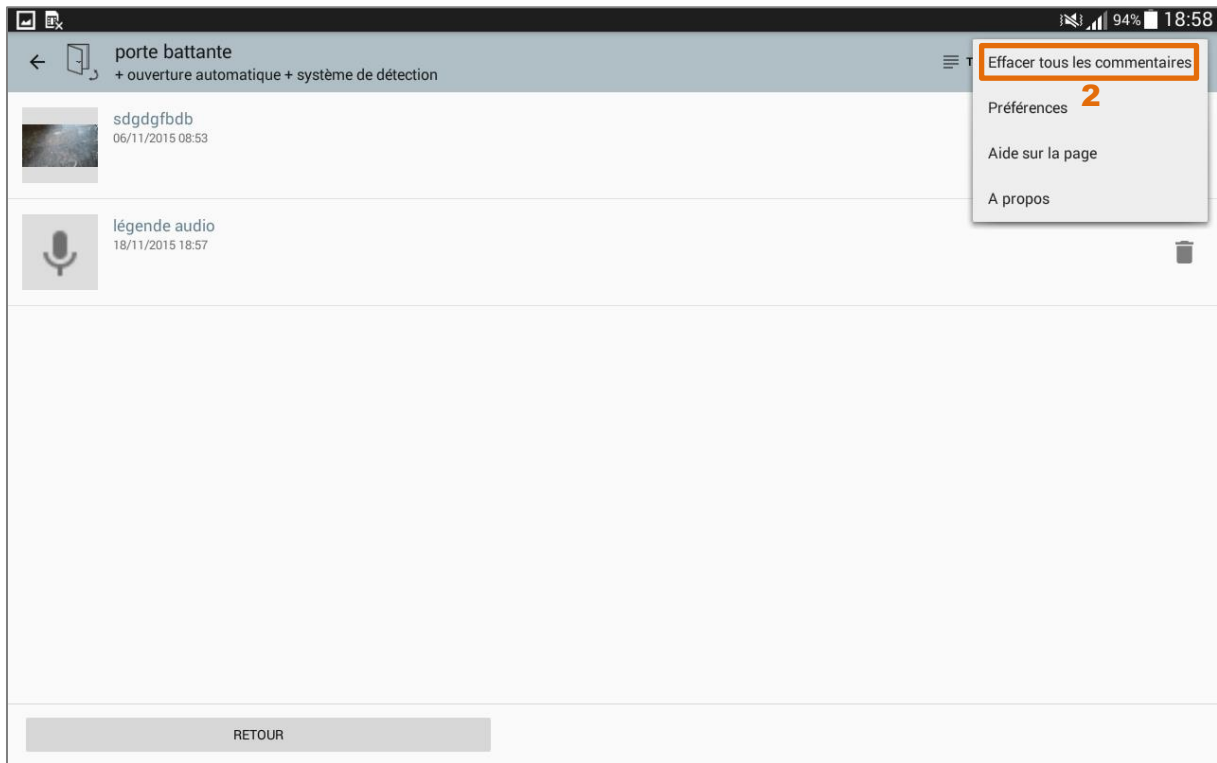 94% 18:58
porte battante
+ ouverture automatique + système de détection
Effacer tous les commentaires
2
Préférences
Aide sur la page
A propos
sdgdgfbdb
06/11/2015 08:53
légende audio
18/11/2015 18:57
RETOUR